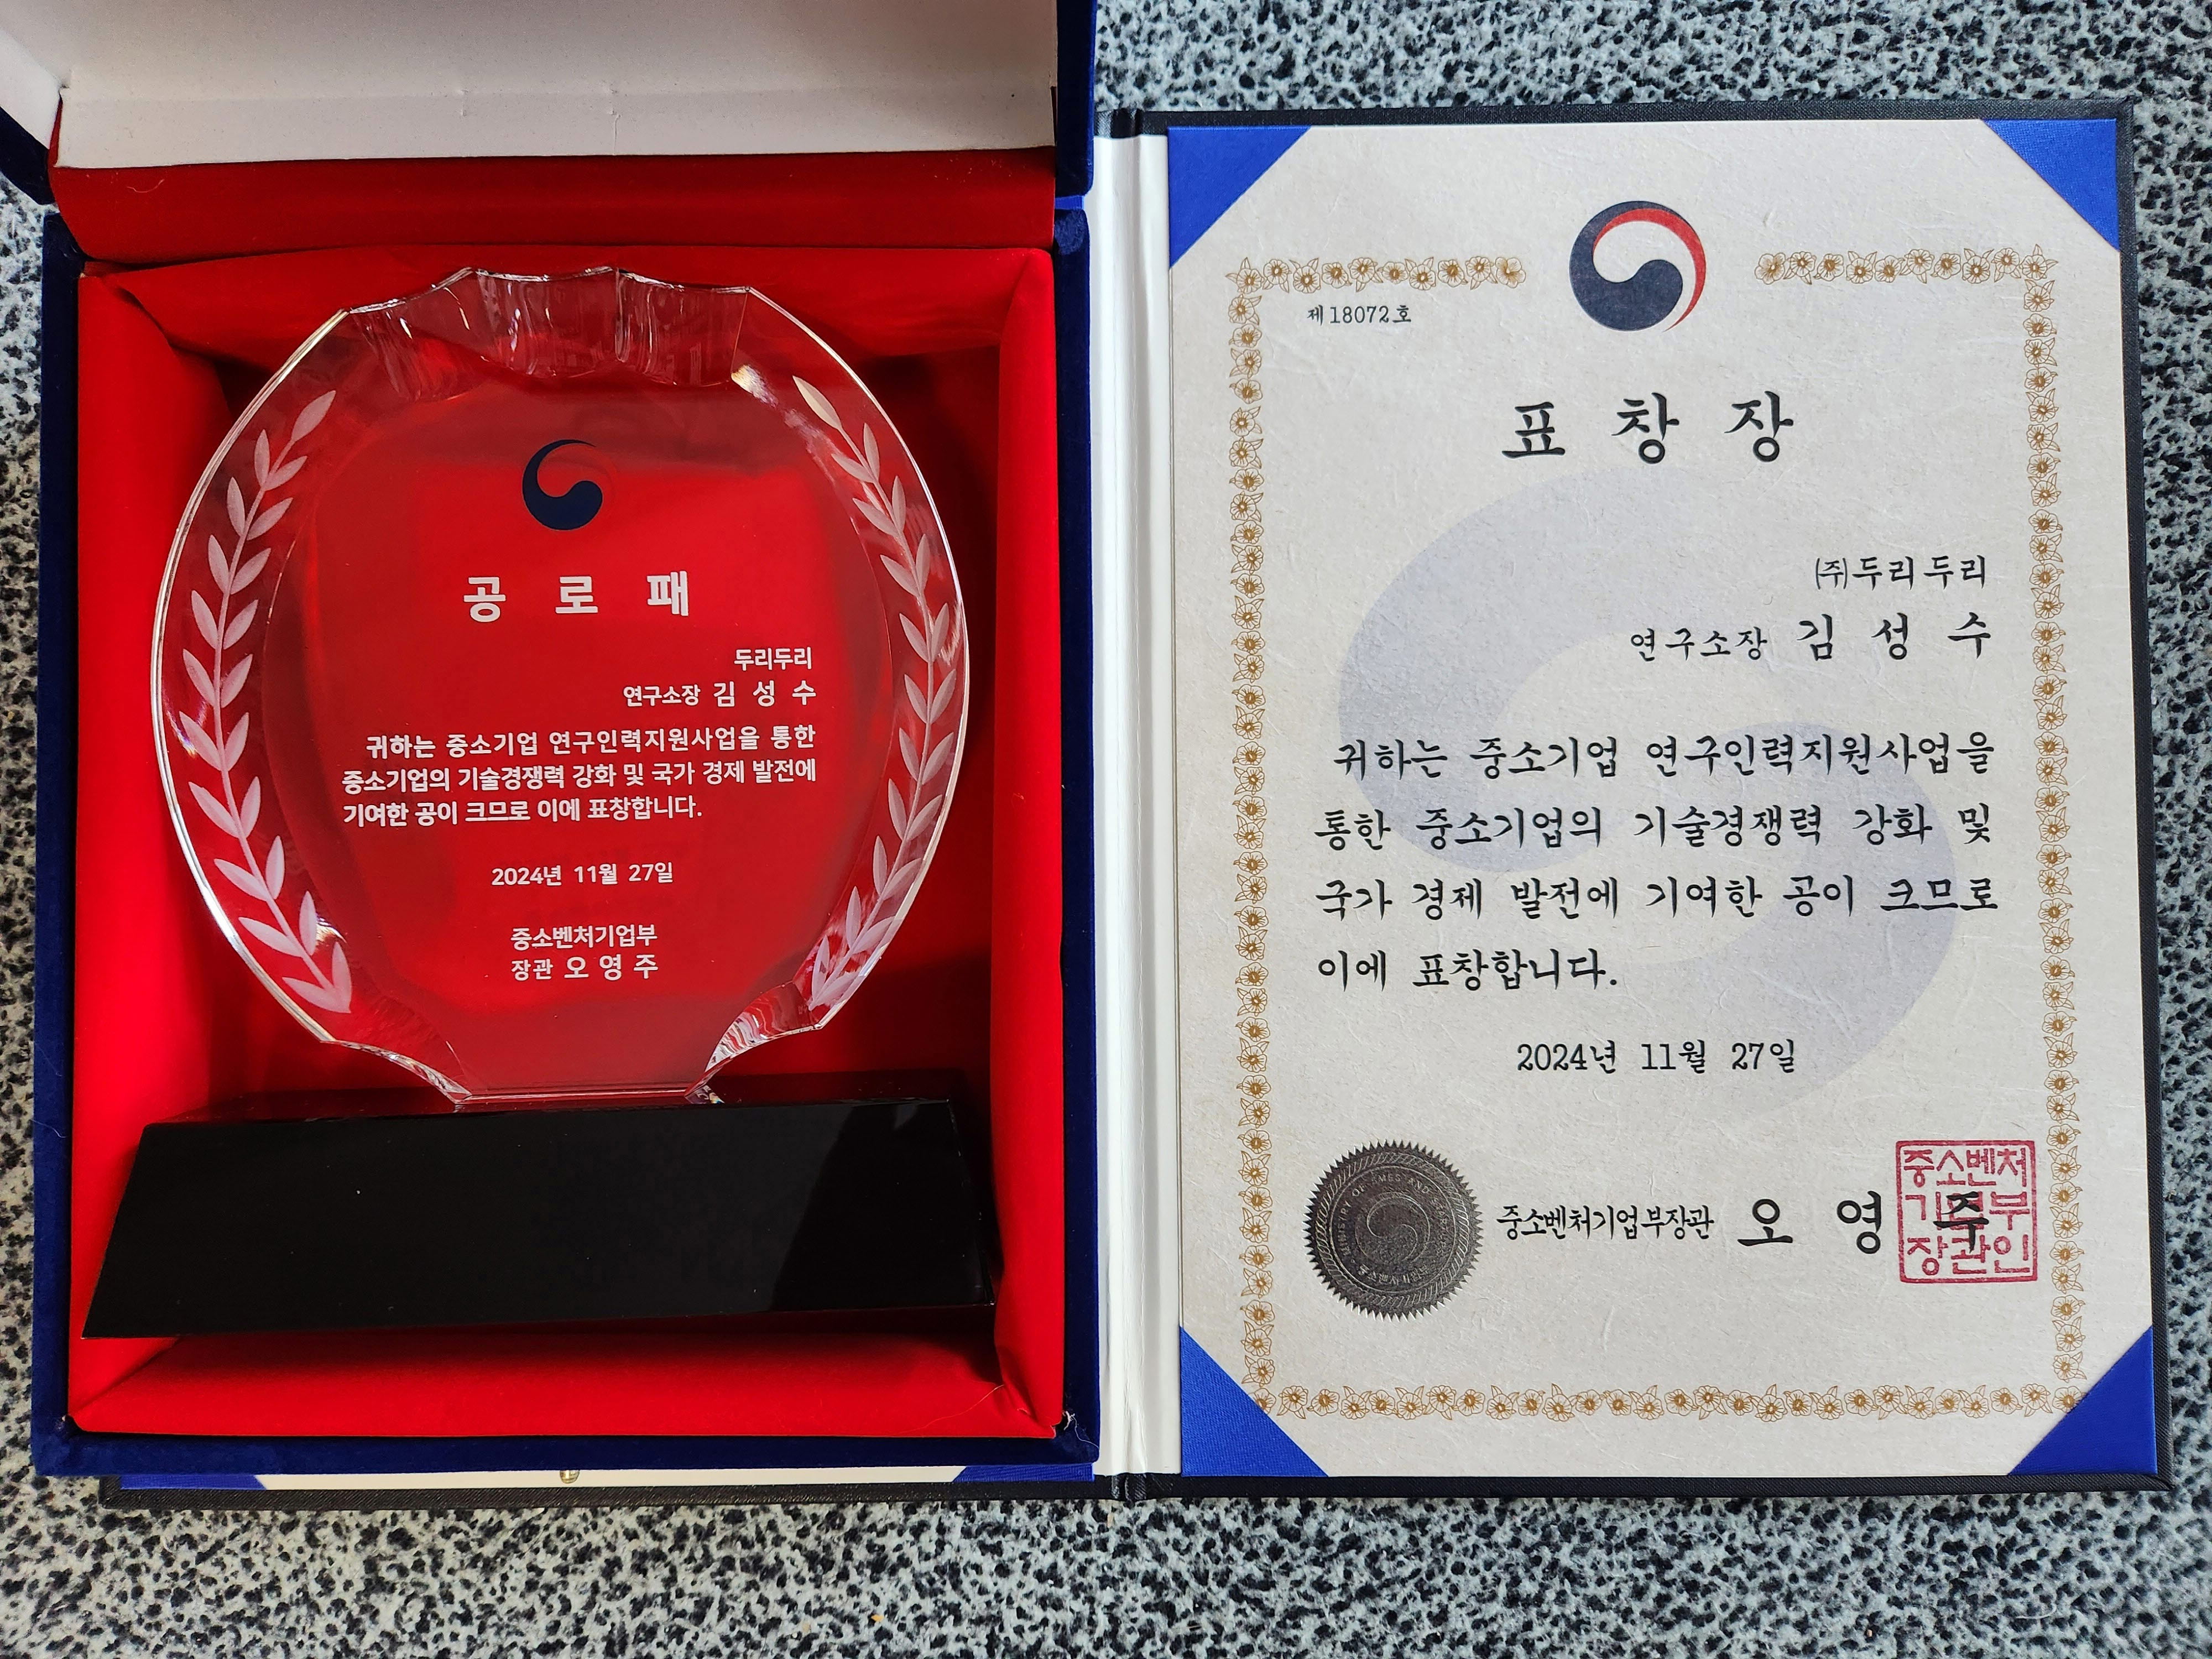 공 로 패
두리두리
연구소장 김 성 수
귀하는 중소기업 연구인력지원사업을 통한
중소기업의 기술경쟁력 강화 및 국가 경제 발전에
기여한 공이 크므로 이에 표창합니다.
2024년 11월 27일
중소벤처기업부
장관 오 영 주
제18072호
표 창 장
(주)두리두리
연구소장 김 성 수
귀하는 중소기업 연구인력지원사업을
통한 중소기업의 기술경쟁력 강화 및
국가 경제 발전에 기여한 공이 크므로
이에 표창합니다.
2024년 11월 27일
MINISTRY OF SMES AND
중소벤처기업부장관 오 영 주
중소벤처
기업부
장관인